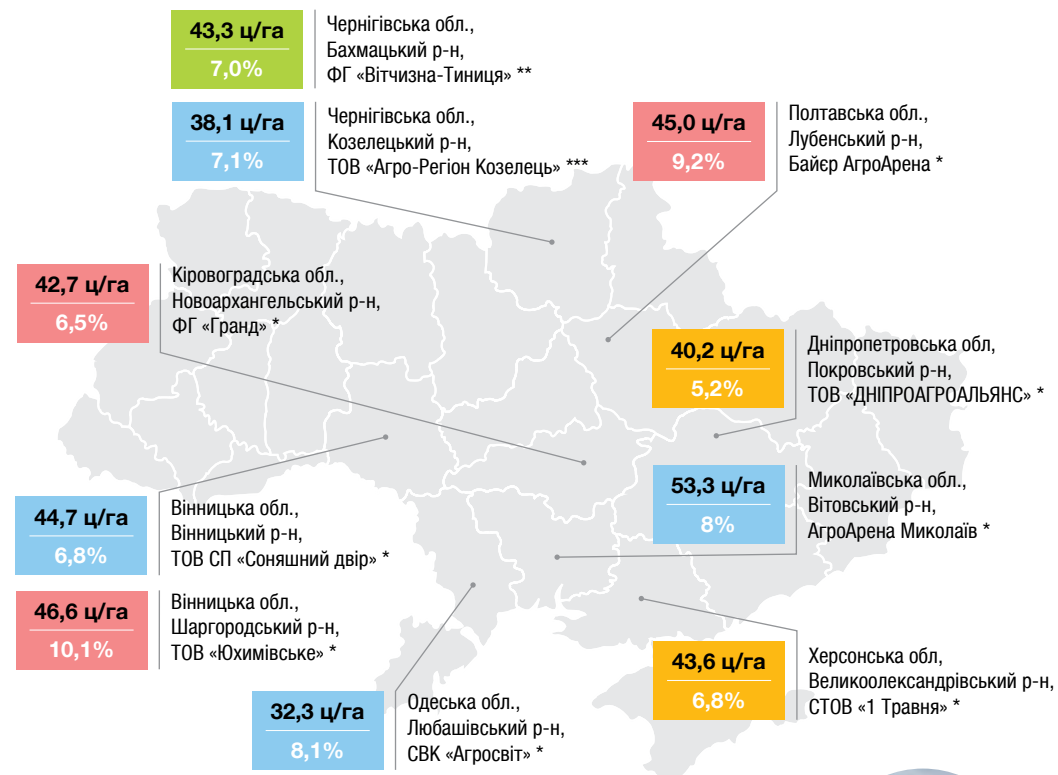 43,3 ц/га
7,0%
Чернігівська обл.,
Бахмацький р-н,
ФГ «Вітчизна-Тиниця» **
38,1 ц/га
7,1%
Чернігівська обл.,
Козелецький р-н,
ТОВ «Агро-Регіон Козелець» ***
45,0 ц/га
9,2%
Полтавська обл.,
Лубенський р-н,
Байєр АгроАрена *
42,7 ц/га
6,5%
Кіровоградська обл.,
Новоархангельський р-н,
ФГ «Гранд» *
40,2 ц/га
5,2%
Дніпропетровська обл,
Покровський р-н,
ТОВ «ДНІПРОАГРОАЛЬЯНС» *
53,3 ц/га
8%
Миколаївська обл.,
Вітовський р-н,
АгроАрена Миколаїв *
44,7 ц/га
6,8%
Вінницька обл.,
Вінницький р-н,
ТОВ СП «Соняшний двір» *
46,6 ц/га
10,1%
Вінницька обл.,
Шаргородський р-н,
ТОВ «Юхимівське» *
43,6 ц/га
6,8%
Херсонська обл,
Великоолександрівський р-н,
СТОВ «1 Травня» *
32,3 ц/га
8,1%
Одеська обл.,
Любашівський р-н,
СВК «Агросвіт» *